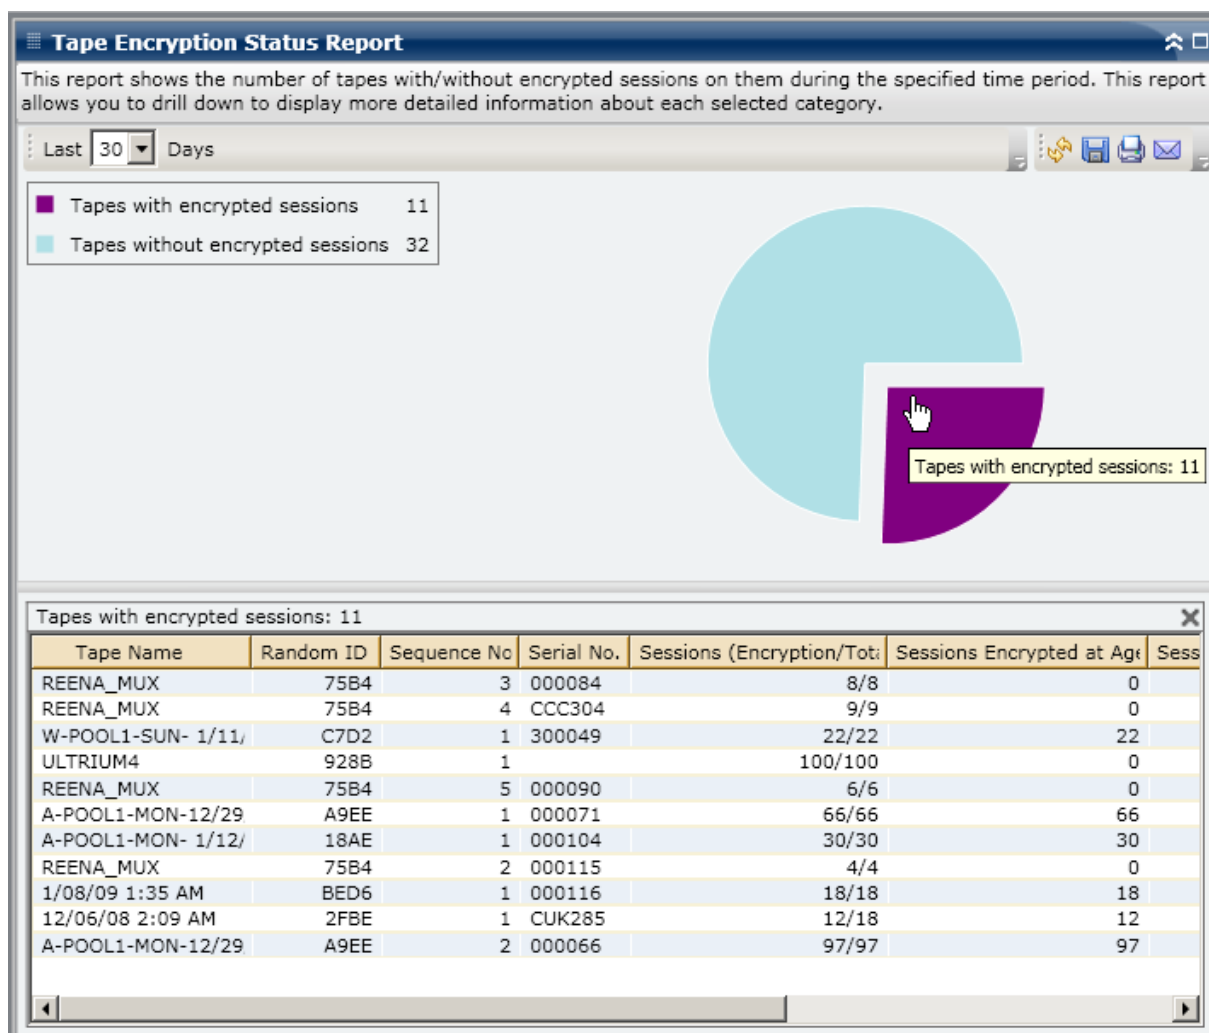 Tape Encryption Status Report
This report shows the number of tapes with/without encrypted sessions on them during the specified time period. This report
allows you to drill down to display more detailed information about each selected category.
Last 30 Days
Tapes with encrypted sessions 11
Tapes without encrypted sessions 32
Tapes with encrypted sessions: 11
Tapes with encrypted sessions: 11
Tape Name Random ID Sequence No Serial No. Sessions (Encryption/Tota Sessions Encrypted at Age Sess
REENA_MUX 75B4 3 000084 8/8 0
REENA_MUX 75B4 4 CCC304 9/9 0
W-POOL1-SUN- 1/11/ C7D2 1 300049 22/22 22
ULTRIUM4 928B 1 100/100 0
REENA_MUX 75B4 5 000090 6/6 0
A-POOL1-MON-12/29 A9EE 1 000071 66/66 66
A-POOL1-MON- 1/12/ 18AE 1 000104 30/30 30
REENA_MUX 75B4 2 000115 4/4 0
1/08/09 1:35 AM BED6 1 000116 18/18 18
12/06/08 2:09 AM 2FBE 1 CUK285 12/18 12
A-POOL1-MON-12/29 A9EE 2 000066 97/97 97